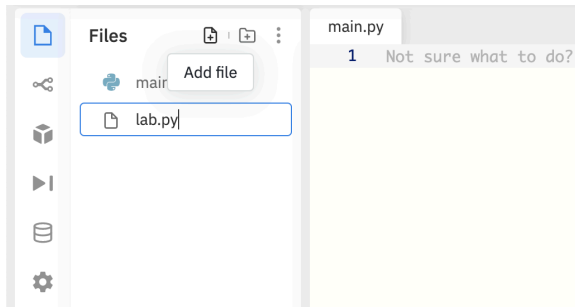 Files
Add file
main
lab.py
main.py
1 Not sure what to do?